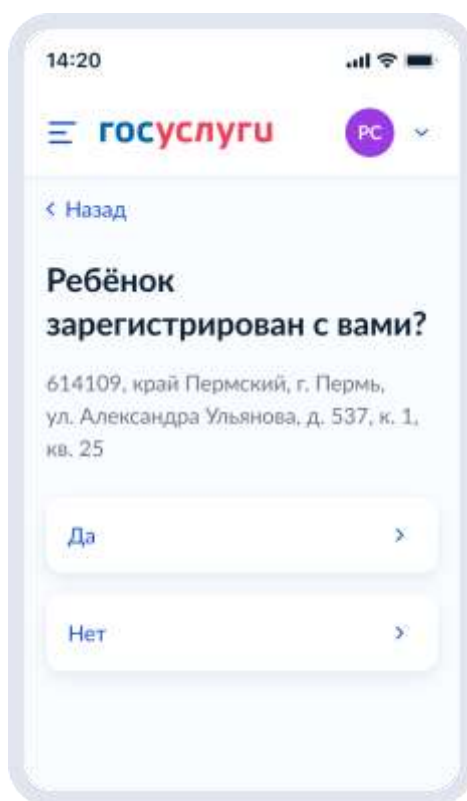 14:20
госуслуги
РС
Назад
Ребёнок
зарегистрирован с вами?
614109, край Пермский, г. Пермь,
ул. Александра Ульянова, д. 537, к. 1,
кв. 25
Да
Нет